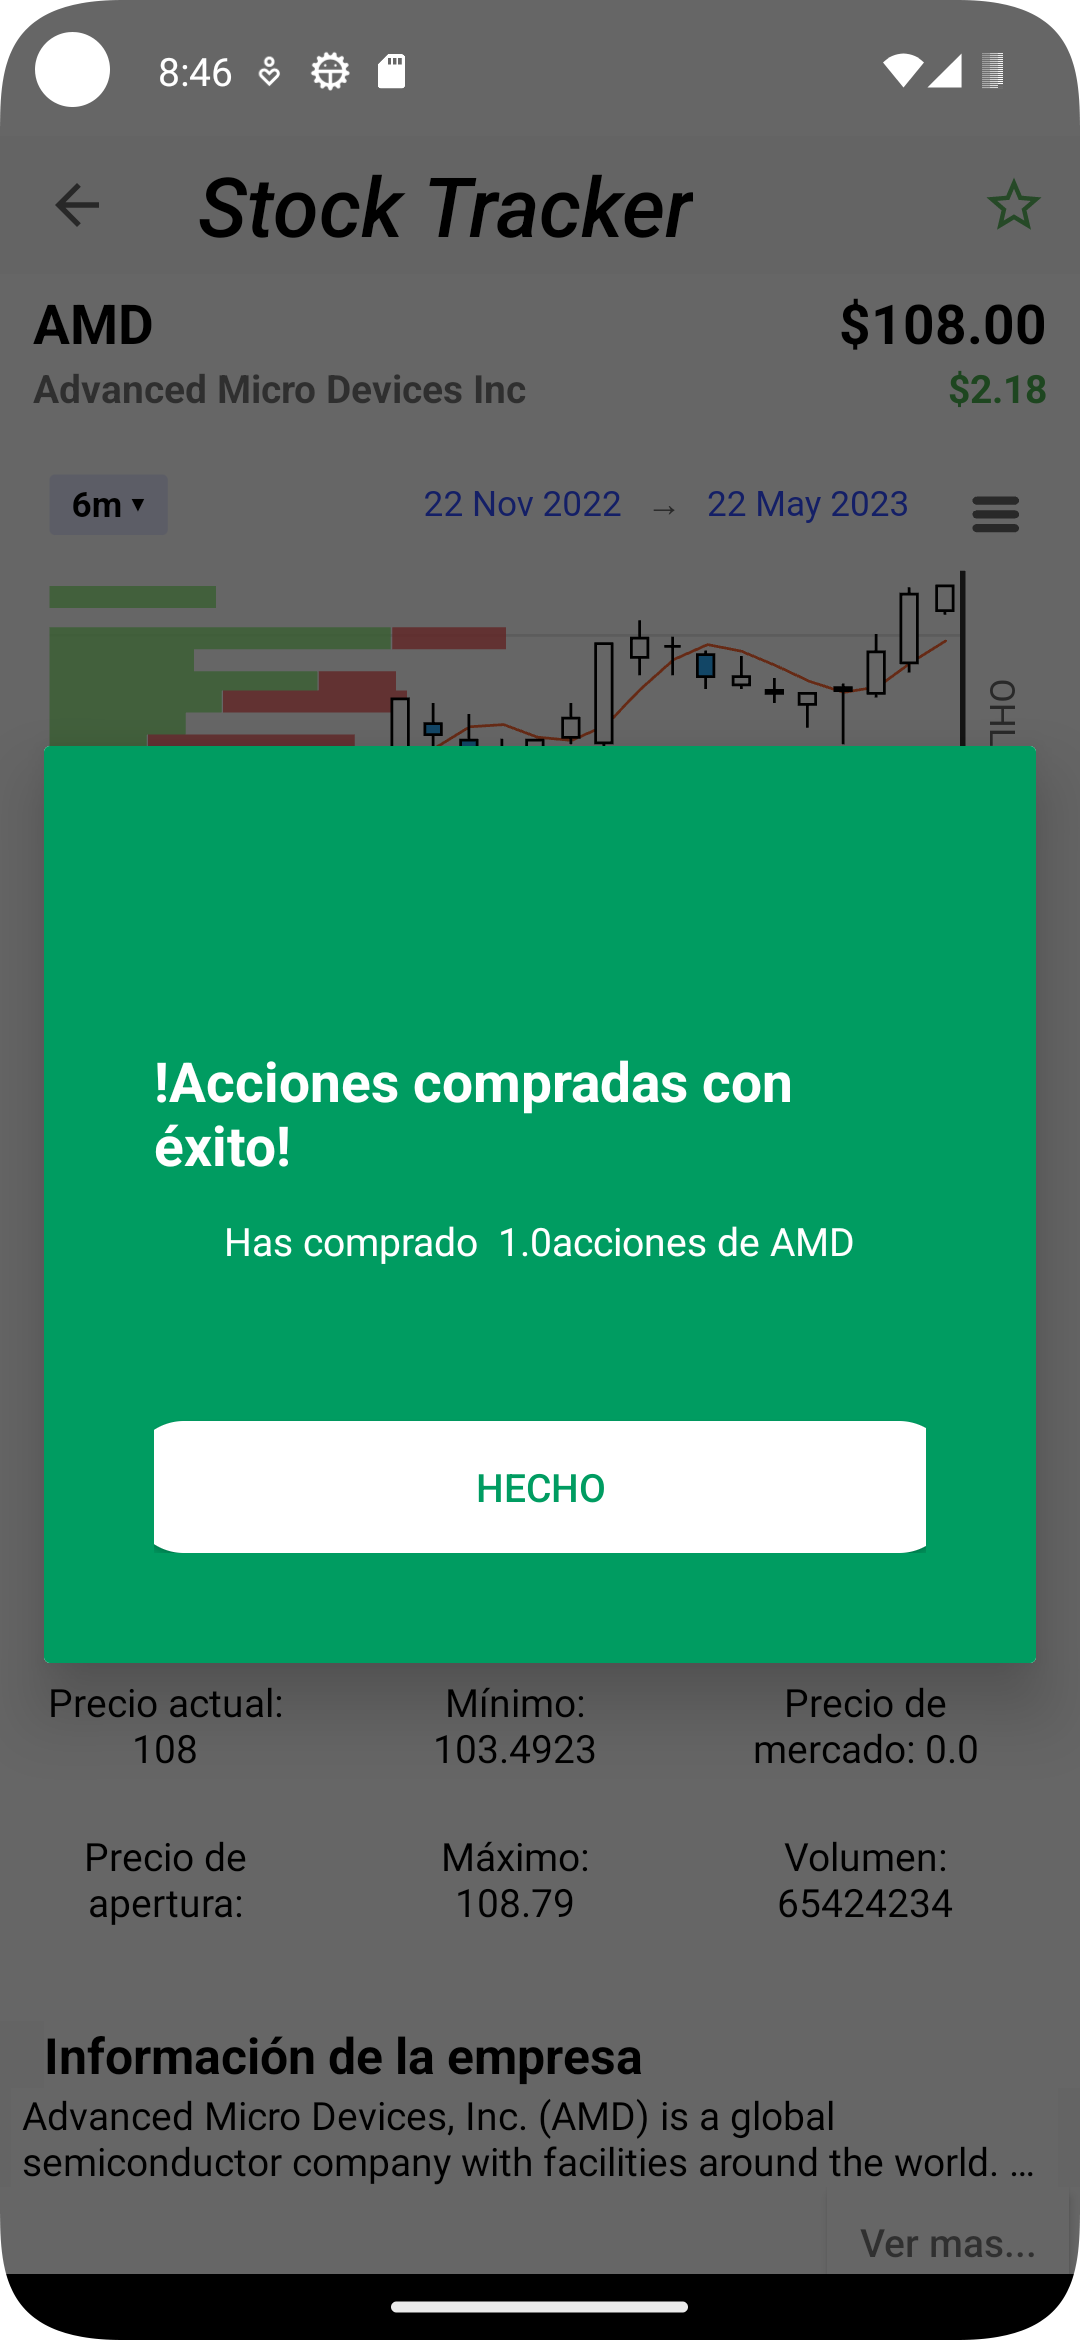 8:46
Stock Tracker
AMD
$108.00
Advanced Micro Devices Inc
$2.18
6m ▾
22 Nov 2022 → 22 May 2023
OHL
!Acciones compradas con
éxito!
Has comprado  1.0acciones de AMD
HECHO
Precio actual:
108
Mínimo:
103.4923
Precio de
mercado: 0.0
Precio de
apertura:
Máximo:
108.79
Volumen:
65424234
Información de la empresa
Advanced Micro Devices, Inc. (AMD) is a global
semiconductor company with facilities around the world. …
Ver mas...